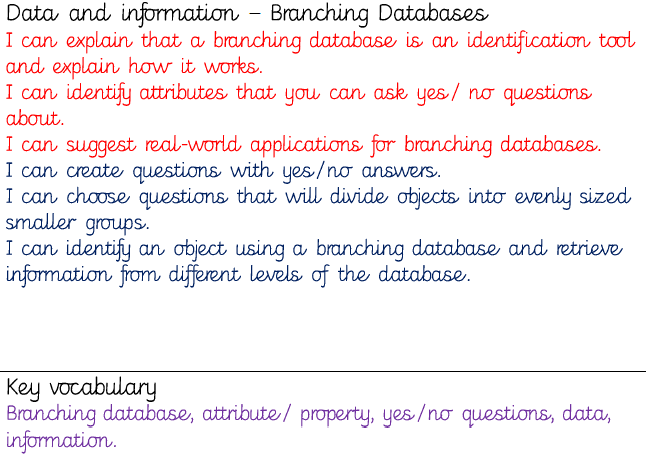 Data and information – Branching Databases
I can explain that a branching database is an identification tool
and explain how it works.
I can identify attributes that you can ask yes/ no questions
about.
I can suggest real-world applications for branching databases.
I can create questions with yes/no answers.
I can choose questions that will divide objects into evenly sized
smaller groups.
I can identify an object using a branching database and retrieve
information from different levels of the database.
Key vocabulary
Branching database, attribute/ property, yes/no questions, data,
information.